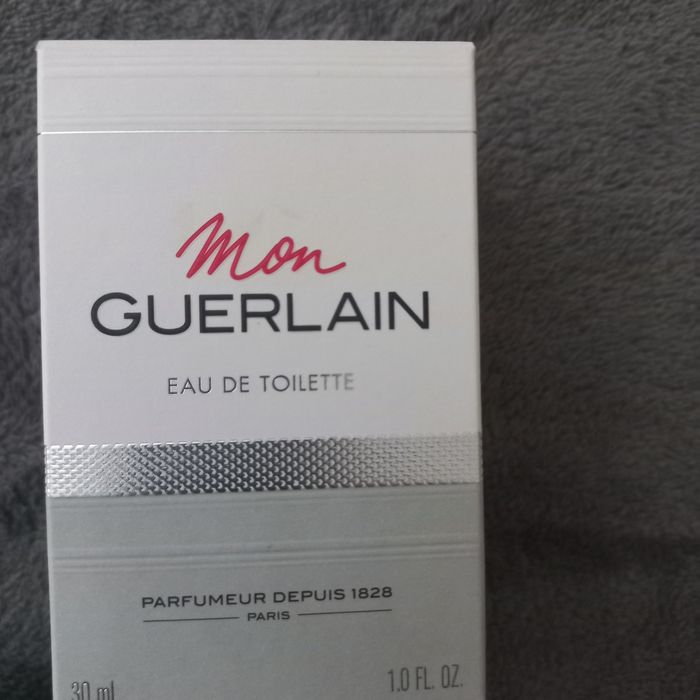 Mon
GUERLAIN
EAU DE TOILETTE
PARFUMEUR DEPUIS 1828
PARIS
30 ml
1.0 FL. OZ.